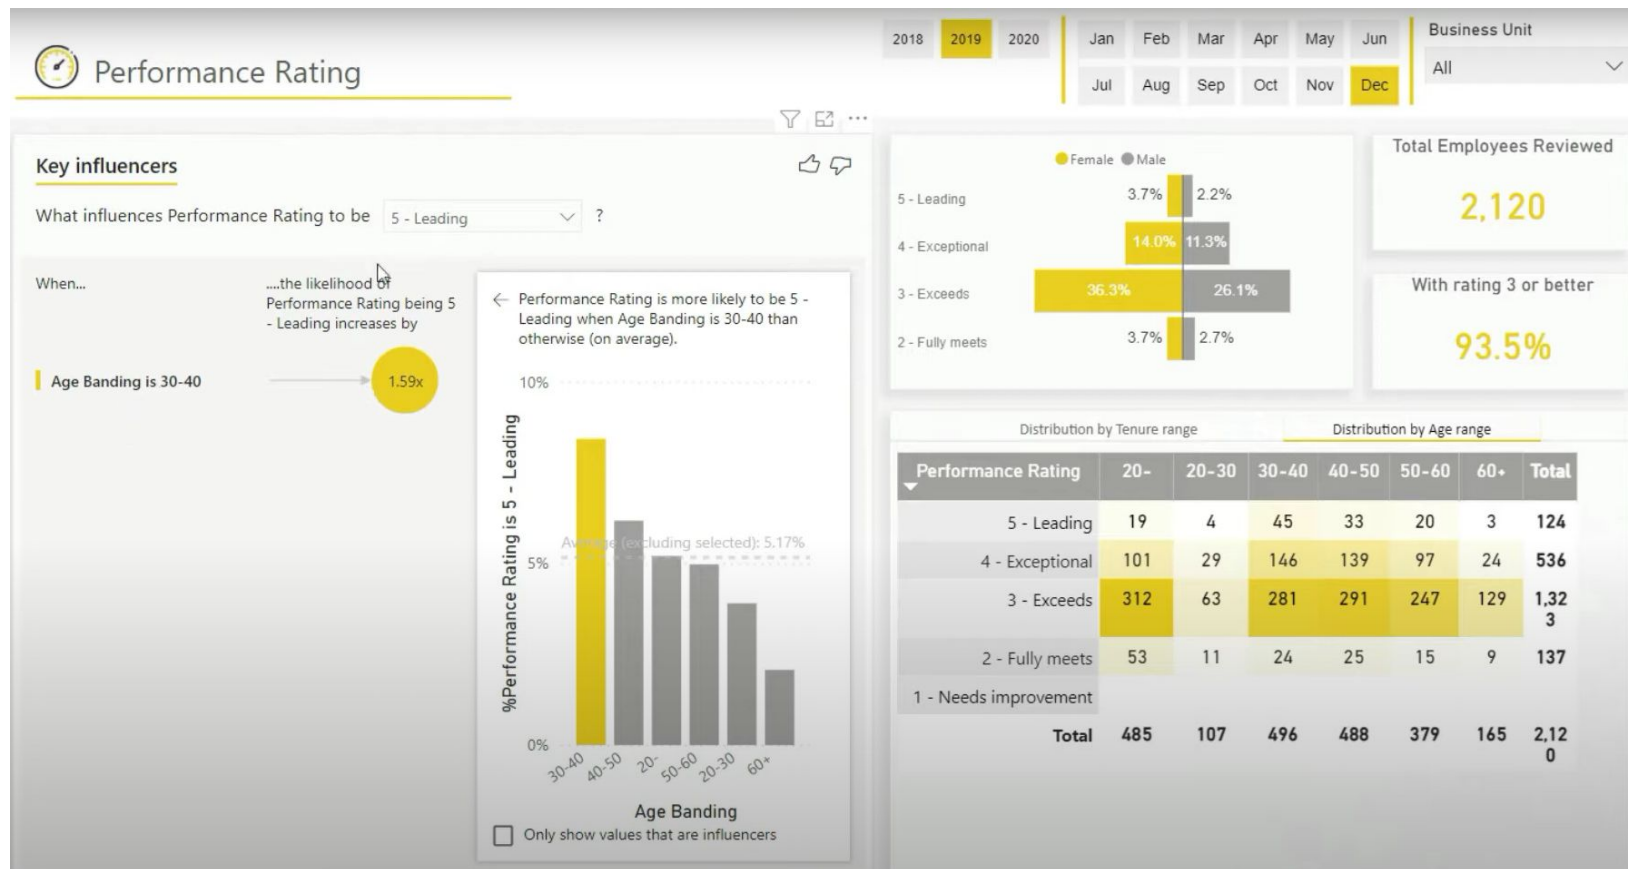 Performance Rating
2018 2019 2020
Jan Feb Mar Apr May Jun
Jul Aug Sep Oct Nov Dec
Business Unit
All
Key influencers
What influences Performance Rating to be 5 - Leading ?
When...
....the likelihood of
Performance Rating being 5
- Leading increases by
Age Banding is 30-40
1.59x
Performance Rating is more likely to be 5 -
Leading when Age Banding is 30-40 than
otherwise (on average).
%Performance Rating is 5 - Leading
10%
Average (excluding selected): 5.17%
5%
0%
30-40 40-50 20- 50-60 20-30 60+
Age Banding
Only show values that are influencers
Female Male
5 - Leading 3.7% 2.2%
4 - Exceptional 14.0% 11.3%
3 - Exceeds 36.3% 26.1%
2 - Fully meets 3.7% 2.7%
Total Employees Reviewed
2,120
With rating 3 or better
93.5%
Distribution by Tenure range Distribution by Age range
Performance Rating 20- 20-30 30-40 40-50 50-60 60+ Total
5 - Leading 19 4 45 33 20 3 124
4 - Exceptional 101 29 146 139 97 24 536
3 - Exceeds 312 63 281 291 247 129 1,32
3
2 - Fully meets 53 11 24 25 15 9 137
1 - Needs improvement
Total 485 107 496 488 379 165 2,12
0